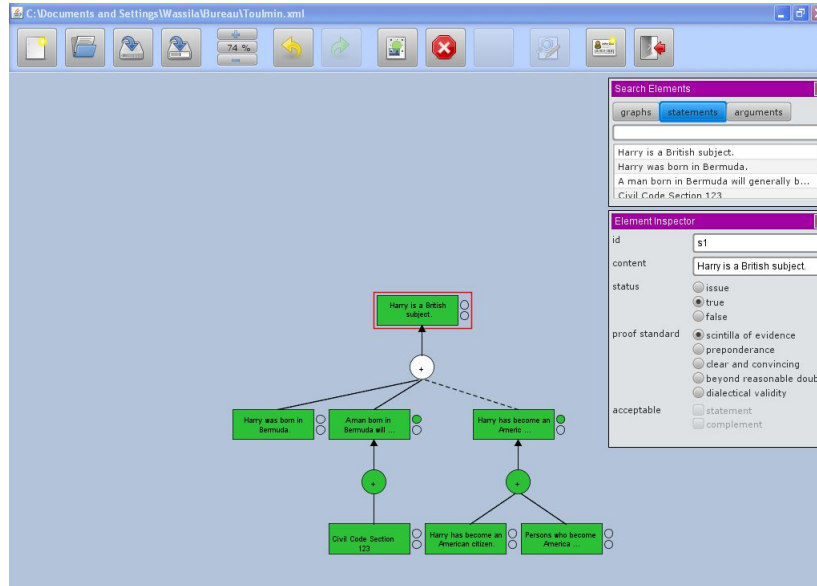 C:\Documents and Settings\Wassila\Bureau\Toulmin.xml
74 %
Search Elements
graphs statements arguments
Harry is a British subject.
Harry was born in Bermuda.
A man born in Bermuda will generally b...
Civil Code Section 123
Element Inspector
id s1
content Harry is a British subject.
status issue
true
false
proof standard scintilla of evidence
preponderance
clear and convincing
beyond reasonable doub
dialectical validity
acceptable statement
complement
Harry is a British
subject.
+
Harry was born in
Bermuda.
A man born in
Bermuda will ...
Harry has become an
Americ ...
+
+
Civil Code Section
123
Harry has become an
American citizen.
Persons who become
America ...